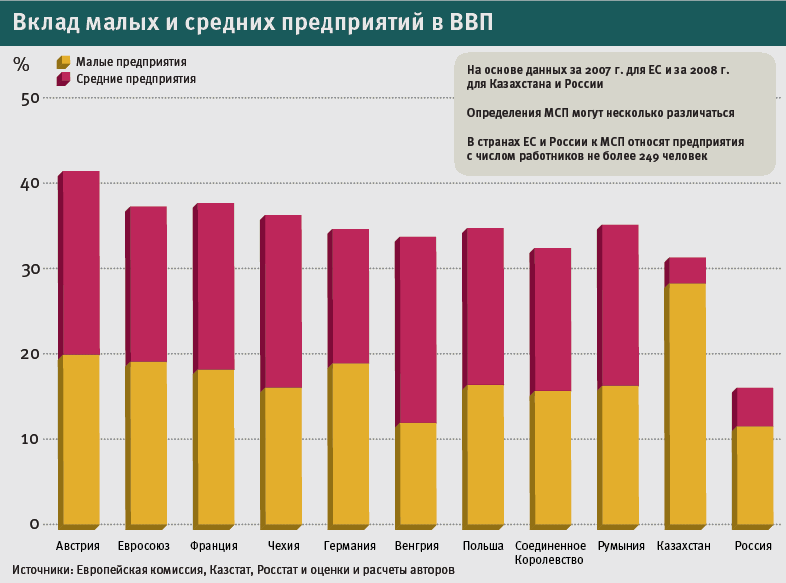 Вклад малых и средних предприятий в ВВП
%
Малые предприятия
Средние предприятия
На основе данных за 2007 г. для ЕС и за 2008 г.
для Казахстана и России
Определения МСП могут несколько различаться
В странах ЕС и России к МСП относят предприятия
с числом работников не более 249 человек
50
40
30
20
10
0
Австрия Евросоюз Франция Чехия Германия Венгрия Польша Соединенное Румыния Казахстан Россия
Королевство
Источники: Европейская комиссия, Казстат, Росстат и оценки и расчеты авторов